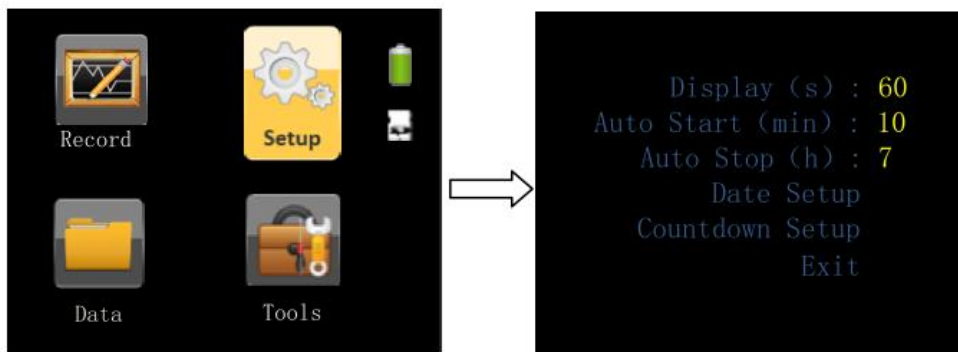 Record
Setup
Data
Tools
Display (s) : 60
Auto Start (min) : 10
Auto Stop (h) : 7
Date Setup
Countdown Setup
Exit